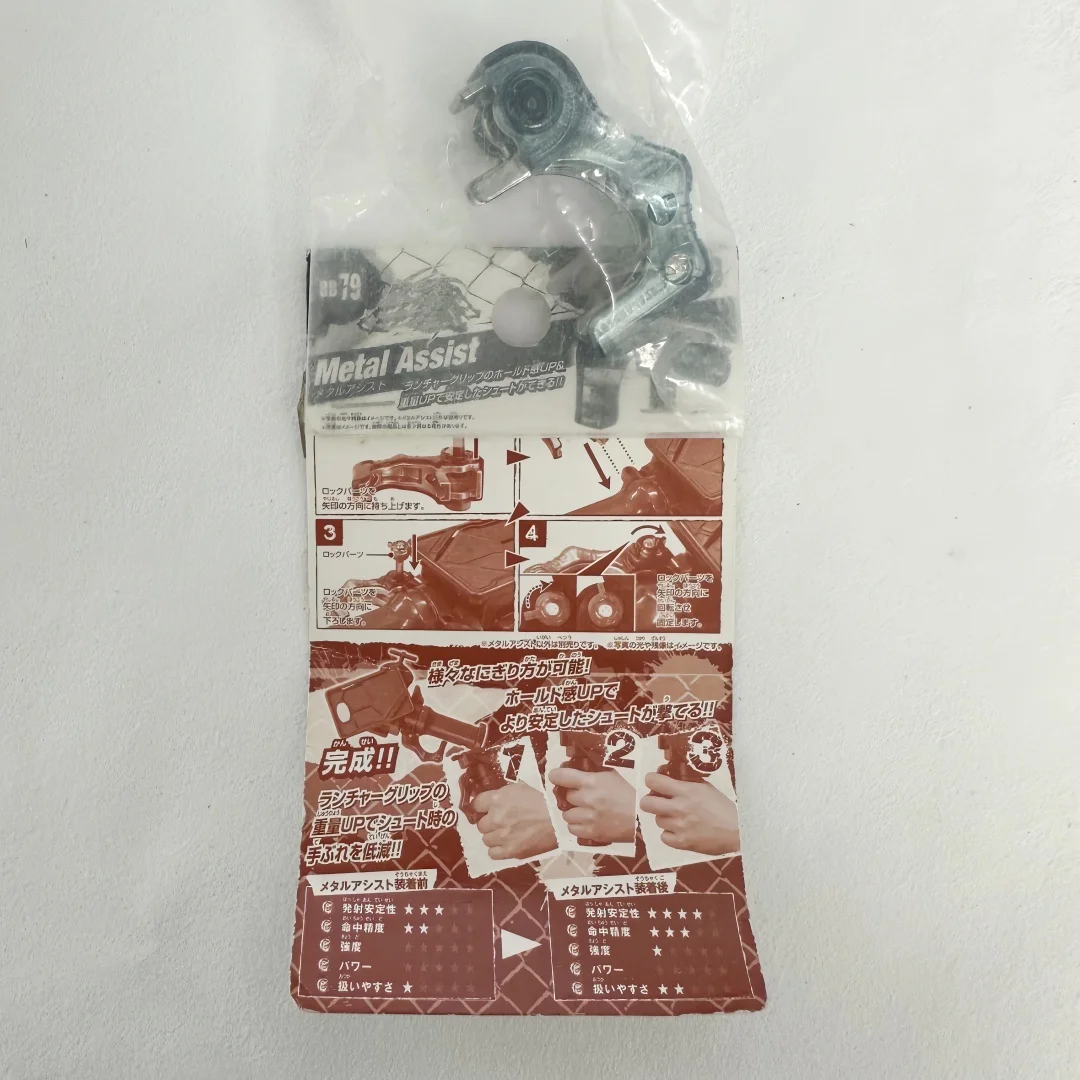 BB79
Metal Assist
メタルアシスト
ランチャーグリップのホールド感UP&
重量UPで安定したシュートができる!!
ロックパーツを
矢印の方向に持ち上げます。
3
ロックパーツ
ロックパーツを
矢印の方向に
下ろします。
4
ロックパーツを
矢印の方向に
回転させ
固定します。
※メタルアシスト以外は別売りです。 ※写真の光や残像はイメージです。
様々なにぎり方が可能!
ホールド感UPで
より安定したシュートが撃てる!!
完成!!
1
2
3
ランチャーグリップの
重量UPでシュート時の
手ぶれを低減!!
メタルアシスト装着前
発射安定性 ★★★
命中精度 ★★
強度
パワー
扱いやすさ ★
メタルアシスト装着後
発射安定性 ★★★★
命中精度 ★★★
強度 ★
パワー
扱いやすさ ★★